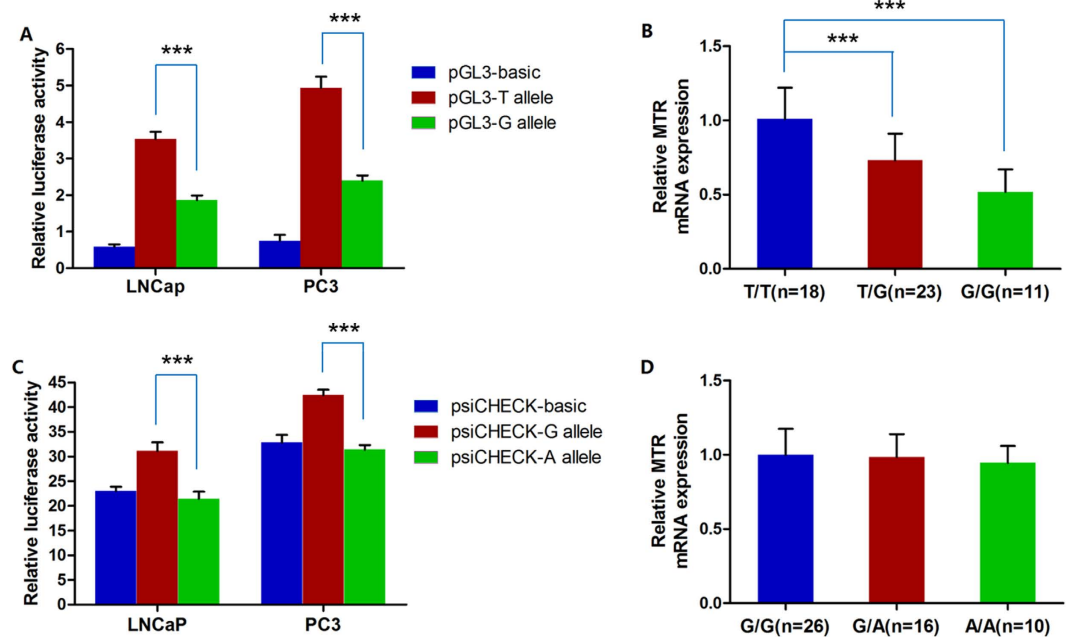 A
Relative luciferase activity
6
5
4
3
2
1
0
***
***
LNCap
PC3
pGL3-basic
pGL3-T allele
pGL3-G allele
B
Relative MTR
mRNA expression
1.5
1.0
0.5
0.0
***
***
T/T(n=18)
T/G(n=23)
G/G(n=11)
C
Relative luciferase activity
45
40
35
30
25
20
15
10
5
0
***
***
LNCaP
PC3
psiCHECK-basic
psiCHECK-G allele
psiCHECK-A allele
D
Relative MTR
mRNA expression
1.5
1.0
0.5
0.0
G/G(n=26)
G/A(n=16)
A/A(n=10)